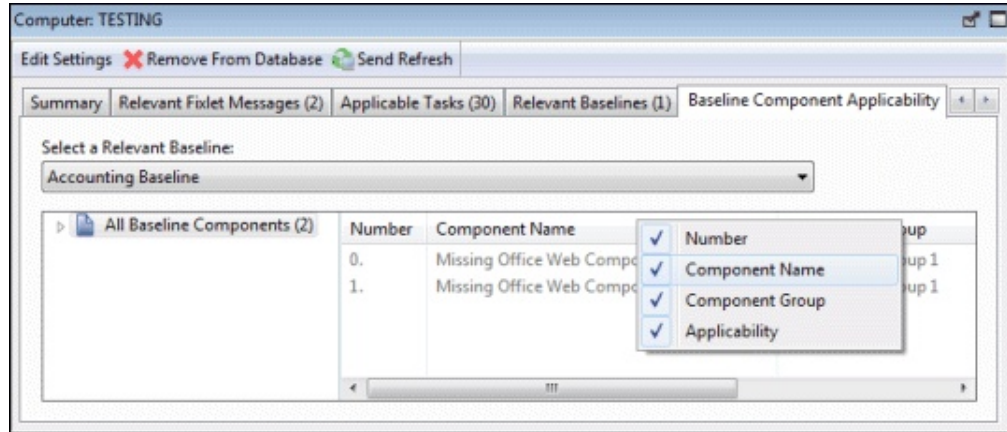 Computer: TESTING
Edit Settings Remove From Database Send Refresh
Summary Relevant Fixlet Messages (2) Applicable Tasks (30) Relevant Baselines (1) Baseline Component Applicability
Select a Relevant Baseline:
Accounting Baseline
All Baseline Components (2) Number Component Name
0. Missing Office Web
1. Missing Office Web
Number
Component Name
Component Group
Applicability